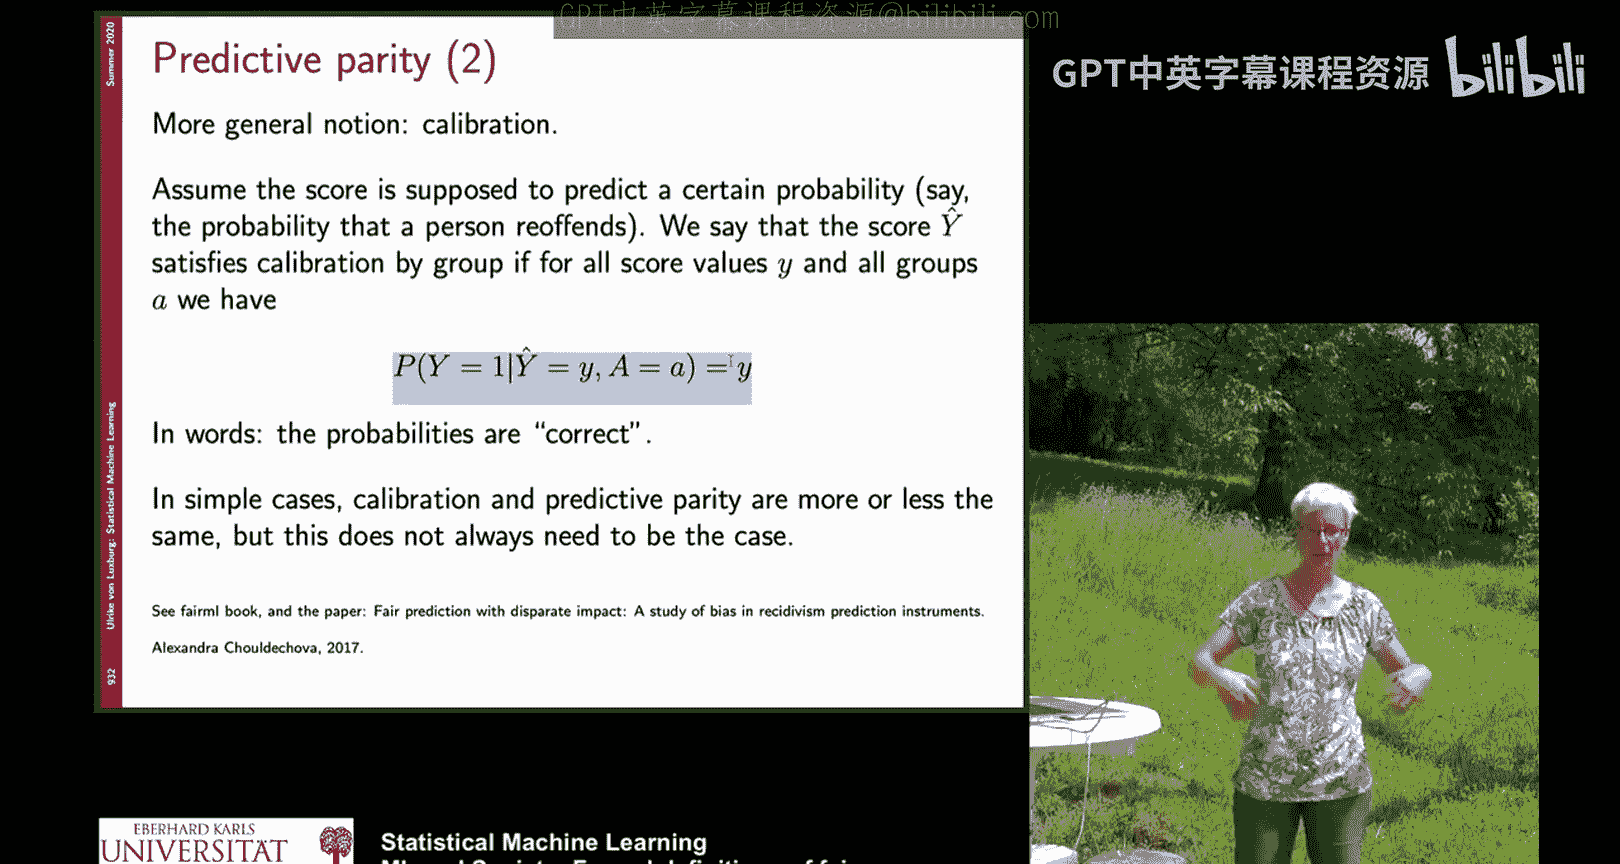 GPT中英字幕课程资源@bilibili.com
GPT中英字幕课程资源 bilibili
Summer 2020
Predictive parity (2)
More general notion: calibration.
Assume the score is supposed to predict a certain probability (say,
the probability that a person reoffends). We say that the score Ŷ
satisfies calibration by group if for all score values y and all groups
a we have
P(Y = 1|Ŷ = y, A = a) = y
In words: the probabilities are “correct”.
In simple cases, calibration and predictive parity are more or less the
same, but this does not always need to be the case.
See fairml book, and the paper: Fair prediction with disparate impact: A study of bias in recidivism prediction instruments.
Alexandra Chouldechova, 2017.
Ulrike von Luxburg: Statistical Machine Learning
932
EBERHARD KARLS
UNIVERSITÄT
Statistical Machine Learning